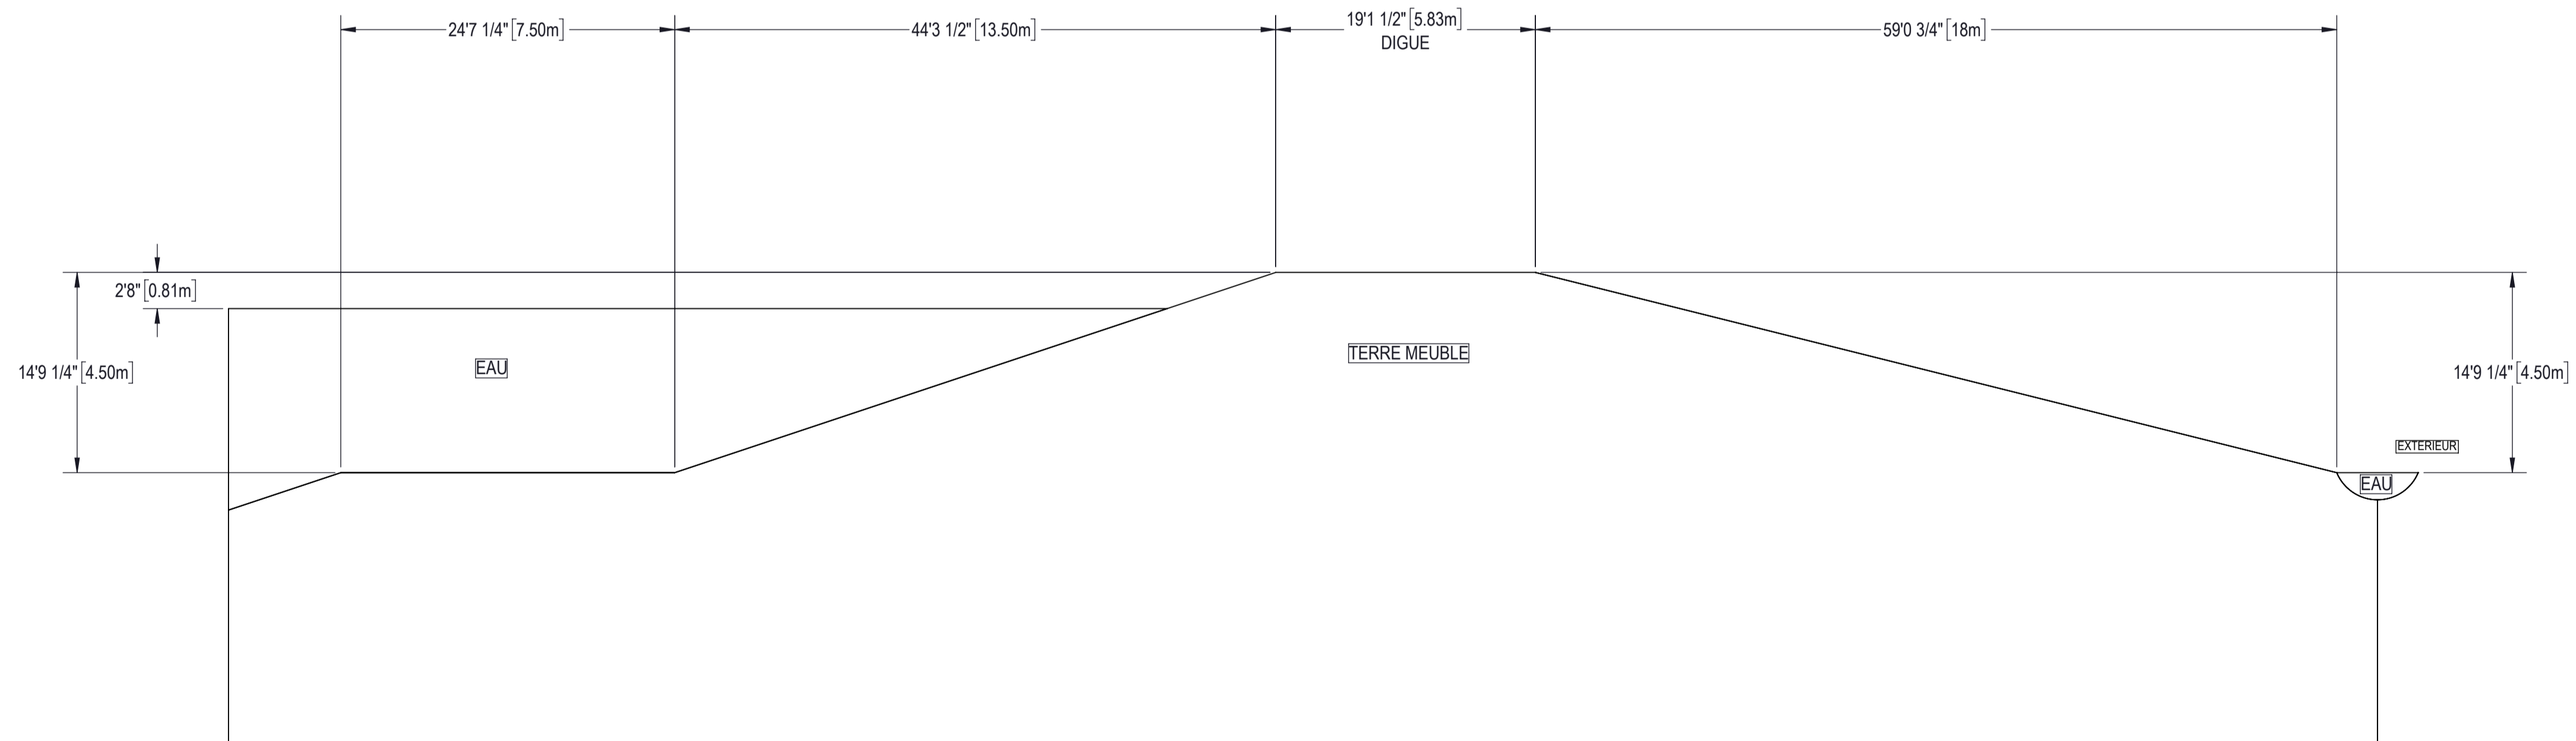 24'7 1/4"[7.50m]
44'3 1/2"[13.50m]
19'1 1/2"[5.83m]
DIGUE
59'0 3/4"[18m]
2'8"[0.81m]
14'9 1/4"[4.50m]
EAU
TERRE MEUBLE
14'9 1/4"[4.50m]
EXTERIEUR
EAU